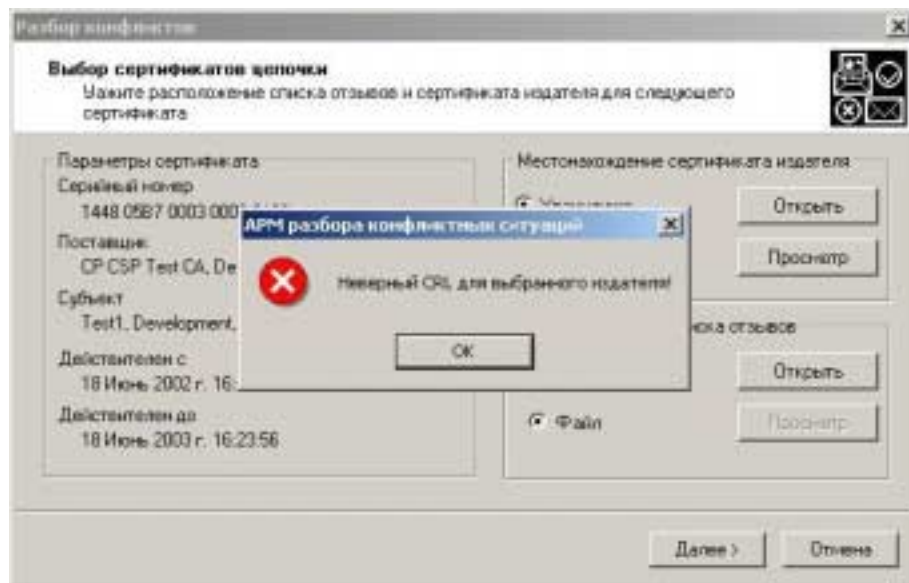 Разбор конфликтов
Выбор сертификатов цепочки
Укажите расположение списка отзывов и сертификата издателя для следующего
сертификата
Параметры сертификата
Серийный номер
1448 05B7 0003 000
Поставщик
CP CSP Test CA, De
Субъект
Test1, Development,
Действителен с
18 Июнь 2002 г. 16:
Действителен до
18 Июнь 2003 г. 16:23:56
Местонахождение сертификата издателя
Открыть
Просмотр
АРМ разбора конфликтных ситуаций
Неверный CRL для выбранного издателя!
OK
ска отзывов
Открыть
Файл
Просмотр
Далее >
Отмена